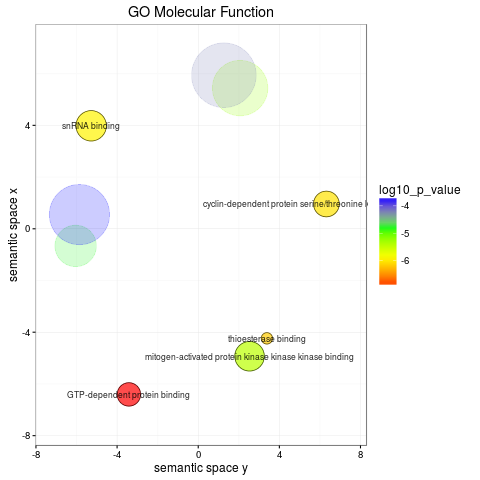 GO Molecular Function
snRNA binding
cyclin-dependent protein serine/threonine
thioesterase binding
mitogen-activated protein kinase kinase kinase binding
GTP-dependent protein binding
4
0
-4
-8
-8
-4
0
4
8
semantic space x
semantic space y
log10_p_value
-4
-5
-6